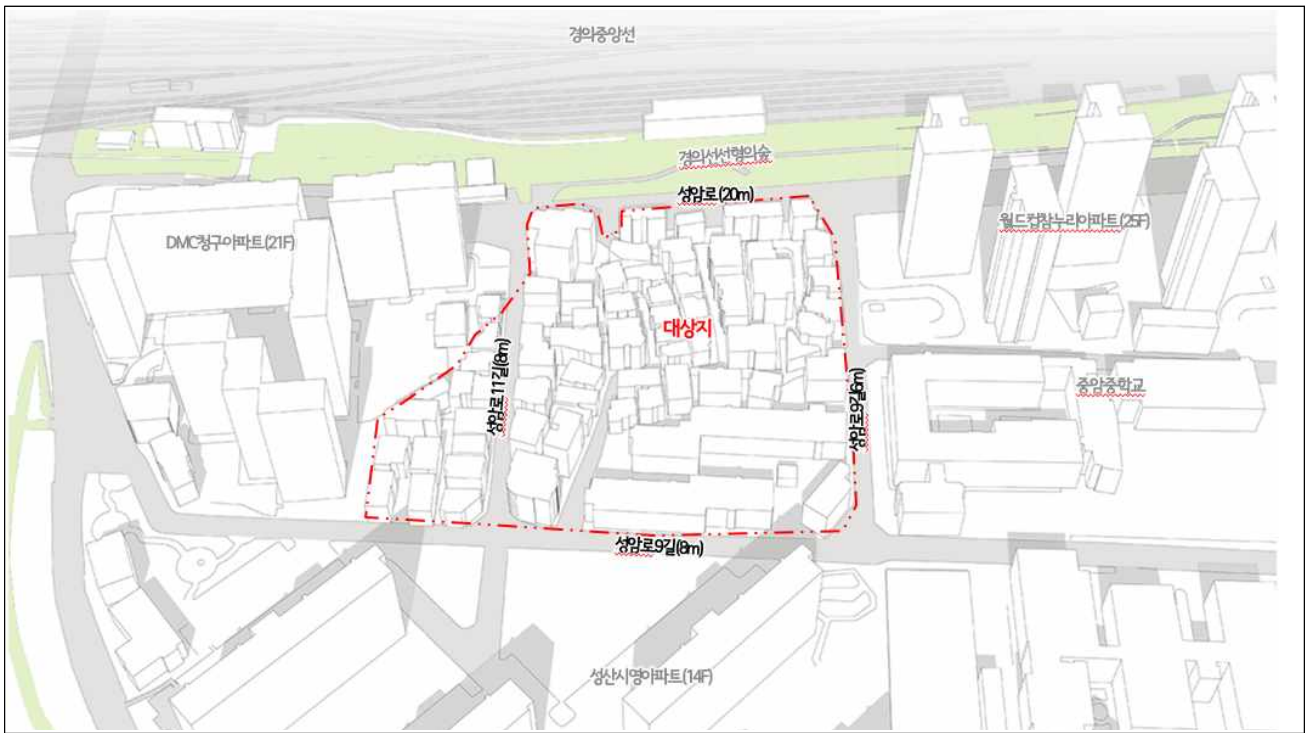 경의중앙선
경의선선형의숲
성암로(20m)
월드컵참누리아파트(25F)
DMC청구아파트(21F)
대상지
중암중학교
성암로11길(8m)
성암로9길(6m)
성암로9길(8m)
성산시영아파트(14F)